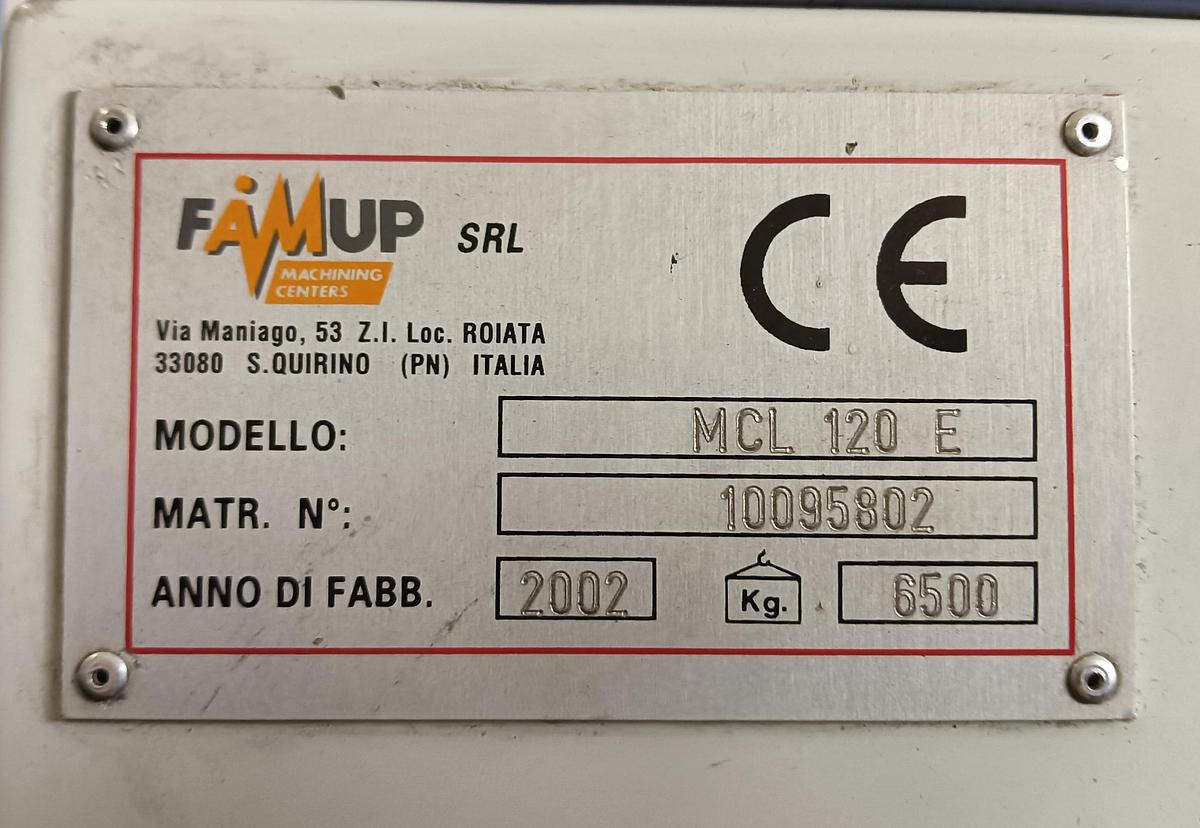 FAMUP SRL
MACHINING
CENTERS
CE
Via Maniago, 53 Z.I. Loc. ROIATA
33080 S.QUIRINO (PN) ITALIA
MODELLO: MCL 120 E
MATR. N°: 10095802
ANNO DI FABB. 2002 Kg. 6500